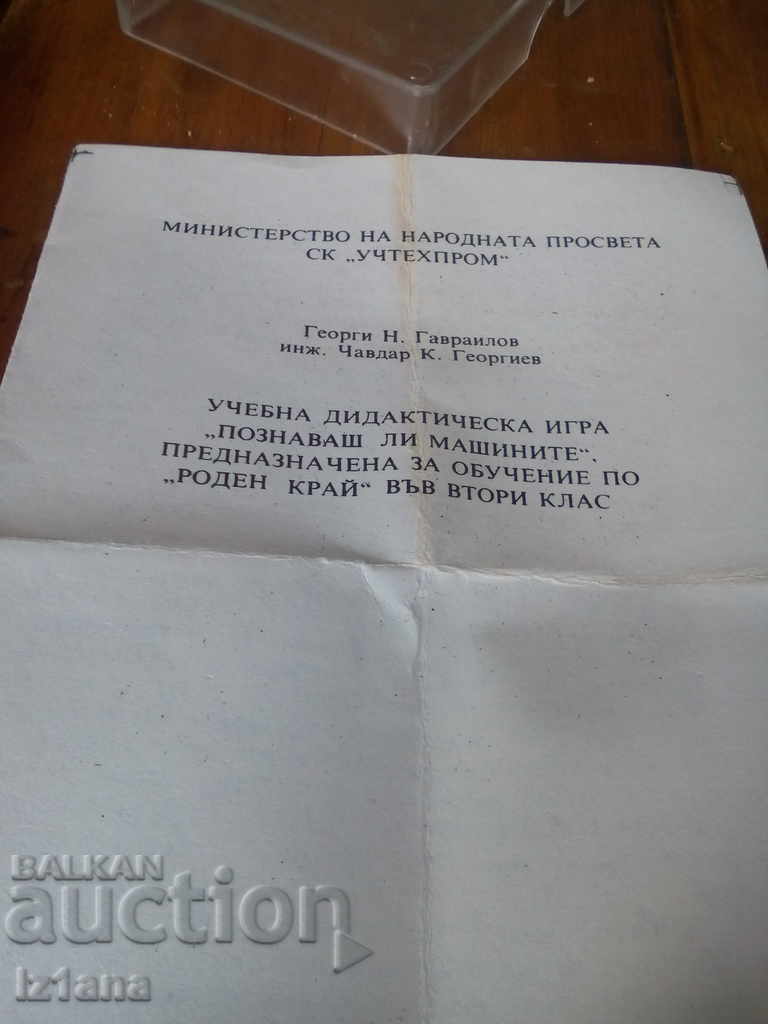 МИНИСТЕРСТВО НА НАРОДНАТА ПРОСВЕТА
СК „УЧТЕХПРОМ“
Георги Н. Гавраилов
инж. Чавдар К. Георгиев
УЧЕБНА ДИДАКТИЧЕСКА ИГРА
„ПОЗНАВАШ ЛИ МАШИНИТЕ“,
ПРЕДНАЗНАЧЕНА ЗА ОБУЧЕНИЕ ПО
„РОДЕН КРАЙ“ ВЪВ ВТОРИ КЛАС
BALKAN
auction
Iz1ana